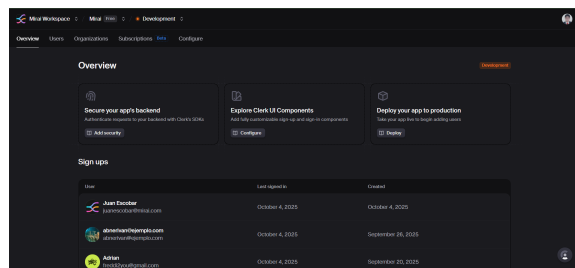 Miral Workspace Miral Free Development
Overview Users Organizations Subscriptions Beta Configure
Overview
Development
Secure your app's backend
Authenticate requests to your backend with Clerk's SDKs
Add security
Explore Clerk UI Components
Add fully customizable sign-up and sign-in components
Configure
Deploy your app to production
Take your app live to begin adding users
Deploy
Sign ups
User Last signed in Created
Juan Escobar
juanescobar@miral.com
October 4, 2025 October 4, 2025
abnerivan@ejemplo.com
abnerivan@ejemplo.com
October 4, 2025 September 26, 2025
Adrian
freddi2you@gmail.com
October 4, 2025 September 20, 2025